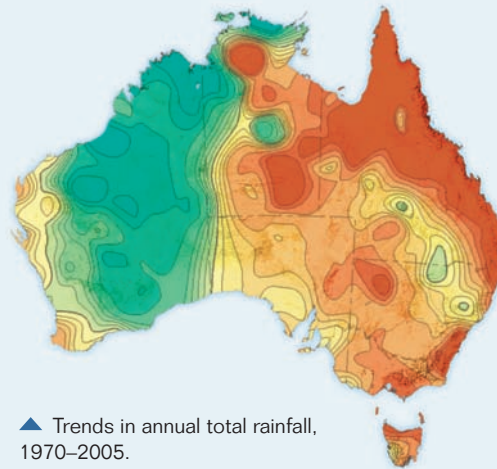 ▲ Trends in annual total rainfall,
1970–2005.